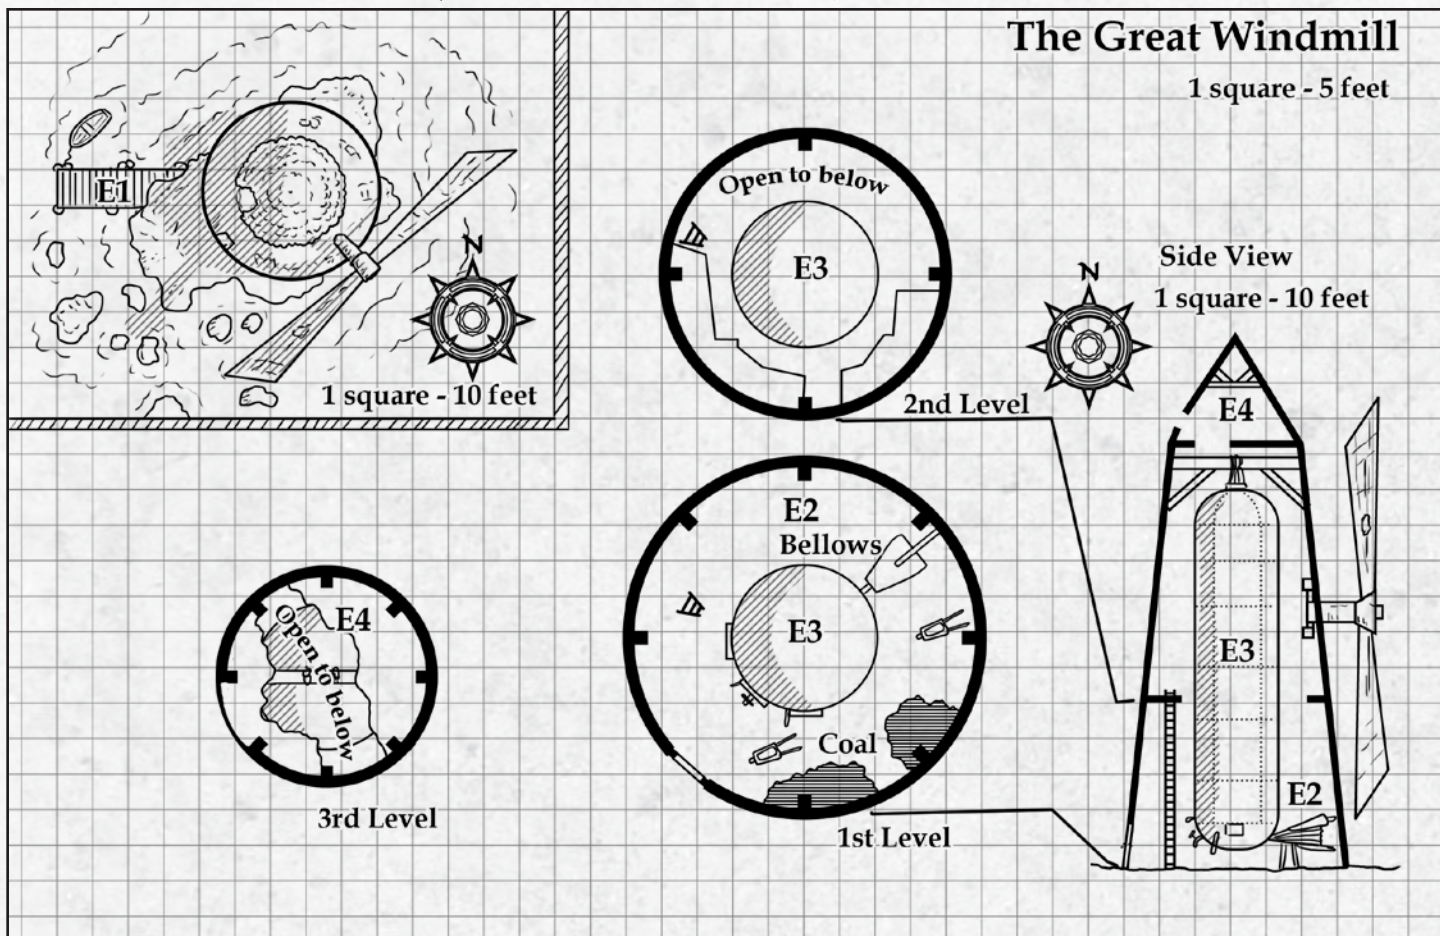 The Great Windmill
1 square - 5 feet
E1
N
1 square - 10 feet
Open to below
E3
2nd Level
N
Side View
1 square - 10 feet
E4
E3
E2
E2
Bellows
E3
Coal
1st Level
E4
Open to below
3rd Level